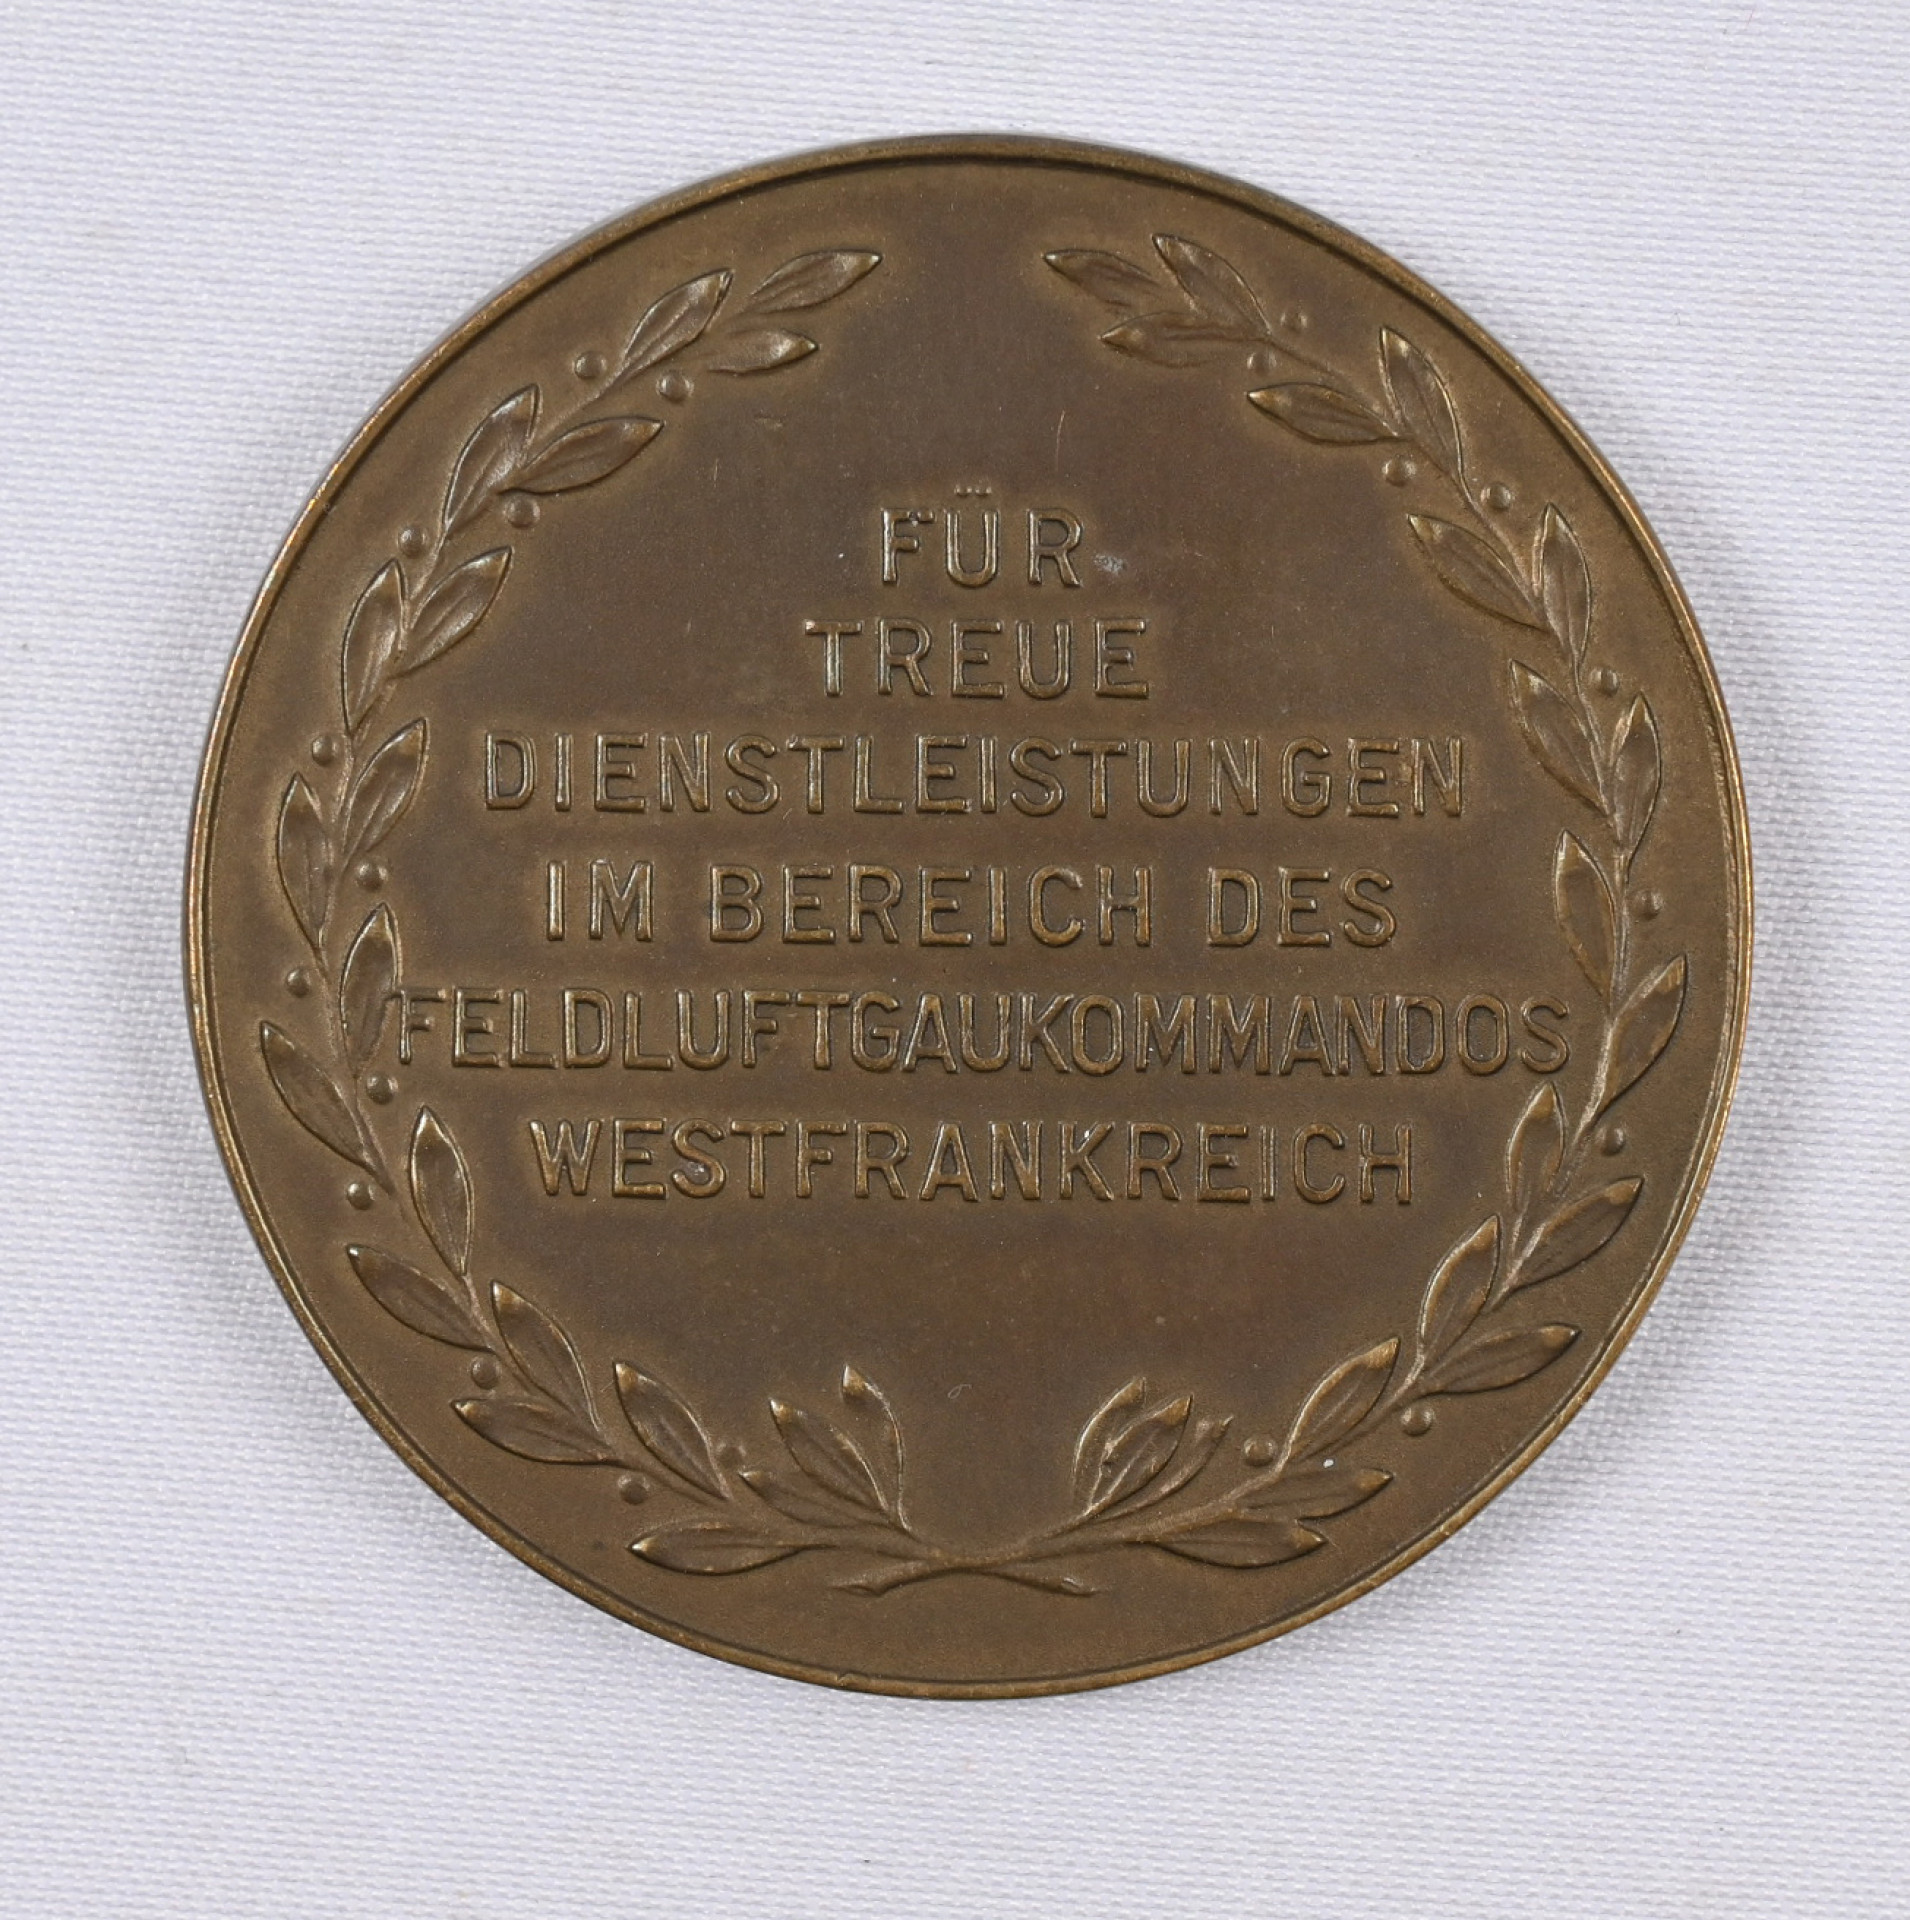 FÜR
TREUE
DIENSTLEISTUNGEN
IM BEREICH DES
FELDLUFTGAUKOMMANDOS
WESTFRANKREICH